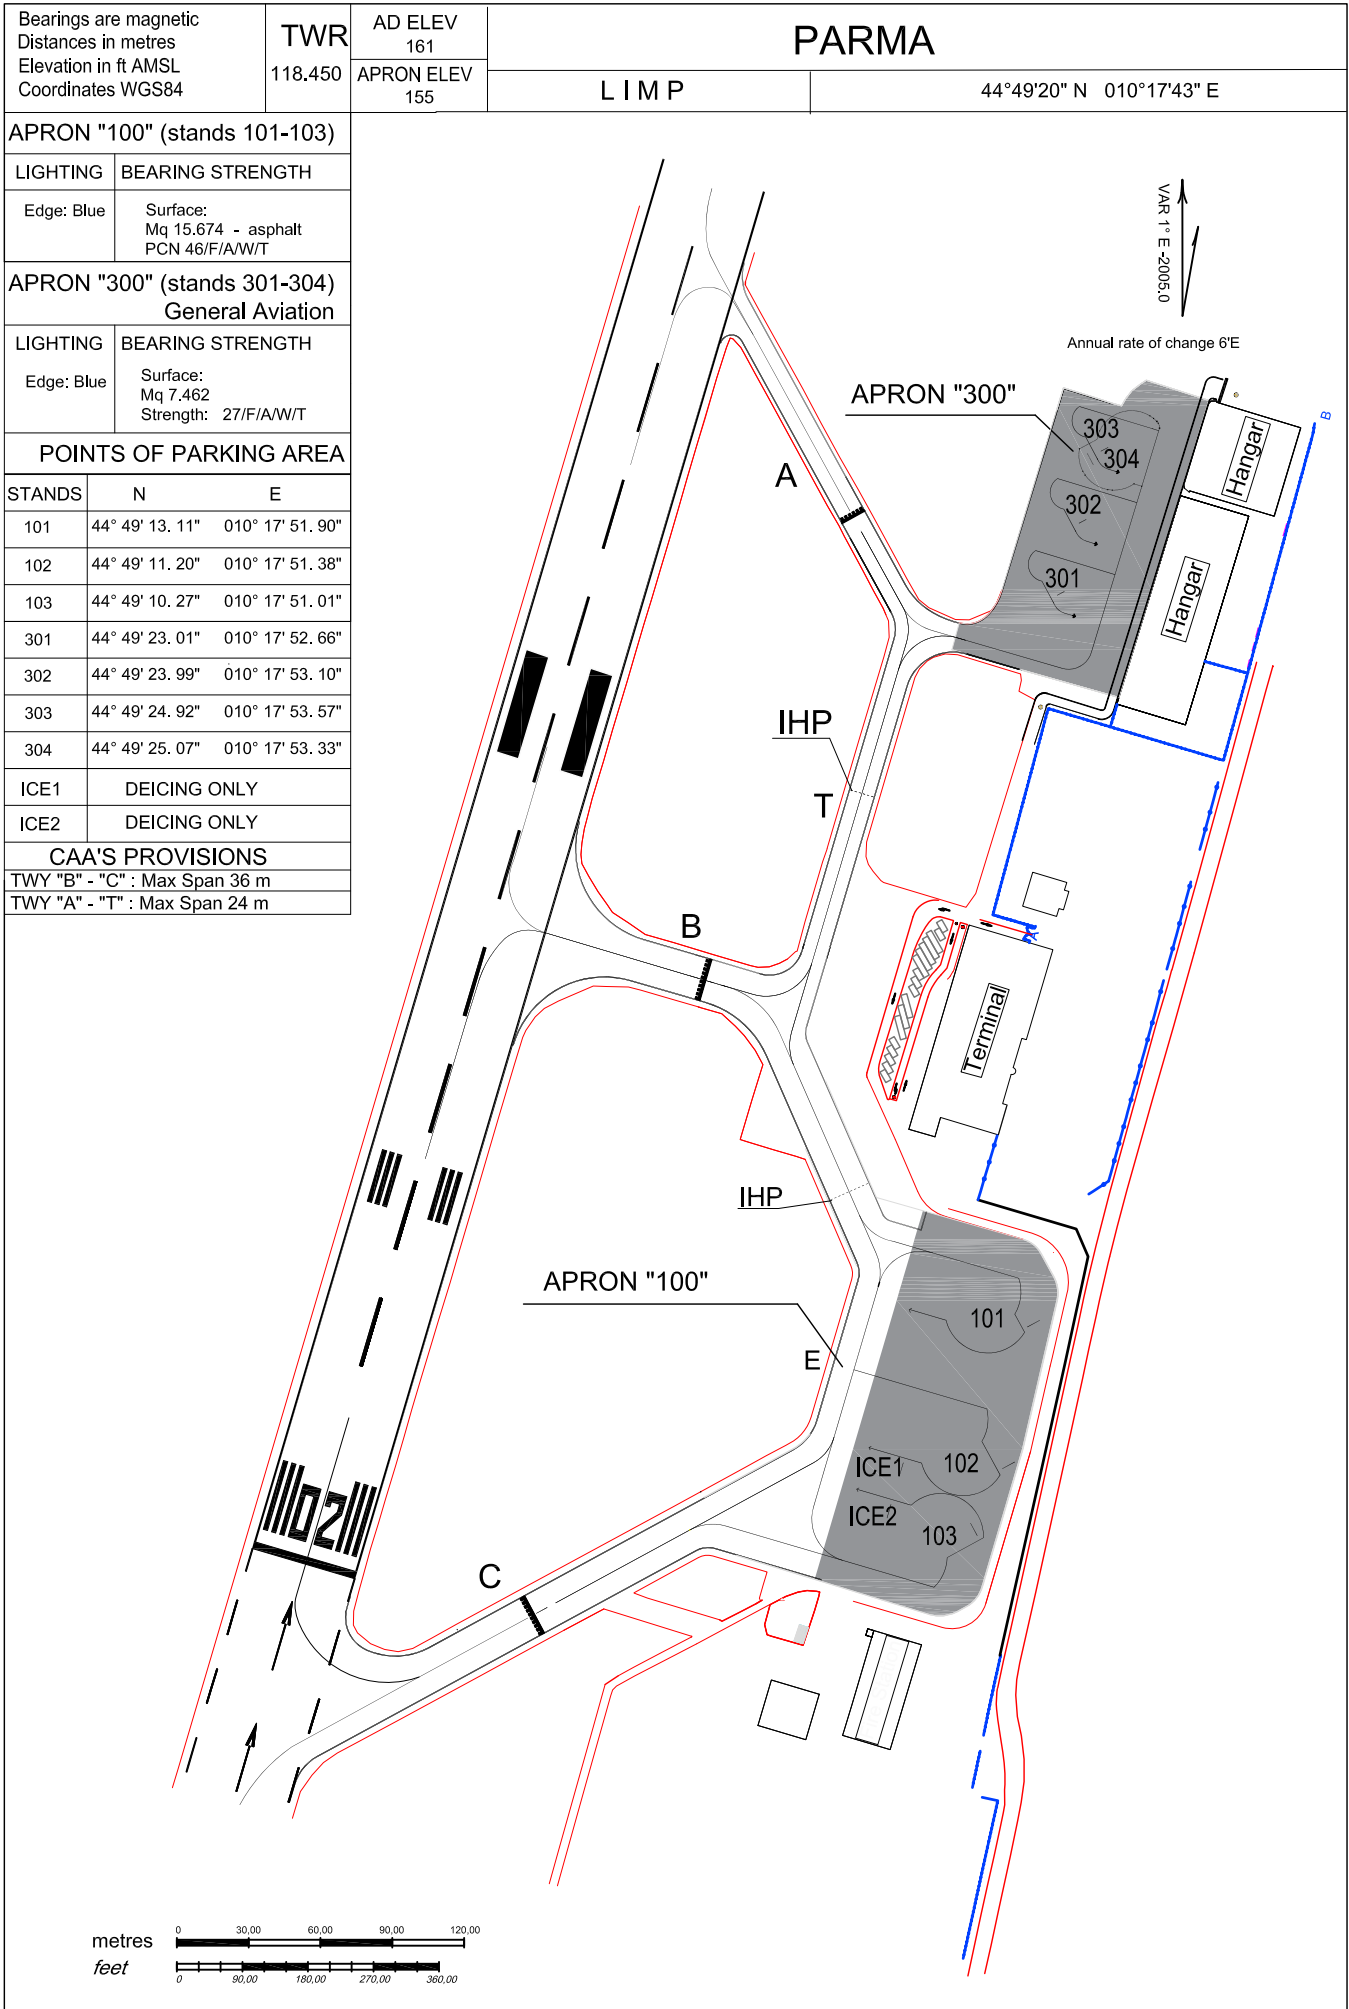 Bearings are magnetic
Distances in metres
Elevation in ft AMSL
Coordinates WGS84
TWR
118.450
AD ELEV
161
APRON ELEV
155
PARMA
LIMP
44°49'20" N 010°17'43" E
APRON "100" (stands 101-103)
LIGHTING BEARING STRENGTH
Edge: Blue
Surface:
Mq 15.674 - asphalt
PCN 46/F/A/W/T
APRON "300" (stands 301-304)
General Aviation
LIGHTING BEARING STRENGTH
Edge: Blue
Surface:
Mq 7.462
Strength: 27/F/A/W/T
POINTS OF PARKING AREA
STANDS N E
101 44° 49' 13. 11" 010° 17' 51. 90"
102 44° 49' 11. 20" 010° 17' 51. 38"
103 44° 49' 10. 27" 010° 17' 51. 01"
301 44° 49' 23. 01" 010° 17' 52. 66"
302 44° 49' 23. 99" 010° 17' 53. 10"
303 44° 49' 24. 92" 010° 17' 53. 57"
304 44° 49' 25. 07" 010° 17' 53. 33"
ICE1 DEICING ONLY
ICE2 DEICING ONLY
CAA'S PROVISIONS
TWY "B" - "C" : Max Span 36 m
TWY "A" - "T" : Max Span 24 m
VAR 1° E -2005.0
Annual rate of change 6'E
APRON "300"
303
304
302
301
Hangar
Hangar
B
A
IHP
T
B
Terminal
IHP
APRON "100"
101
E
ICE1
102
ICE2
103
02
C
metres
0 30,00 60,00 90,00 120,00
feet
0 90,00 180,00 270,00 360,00